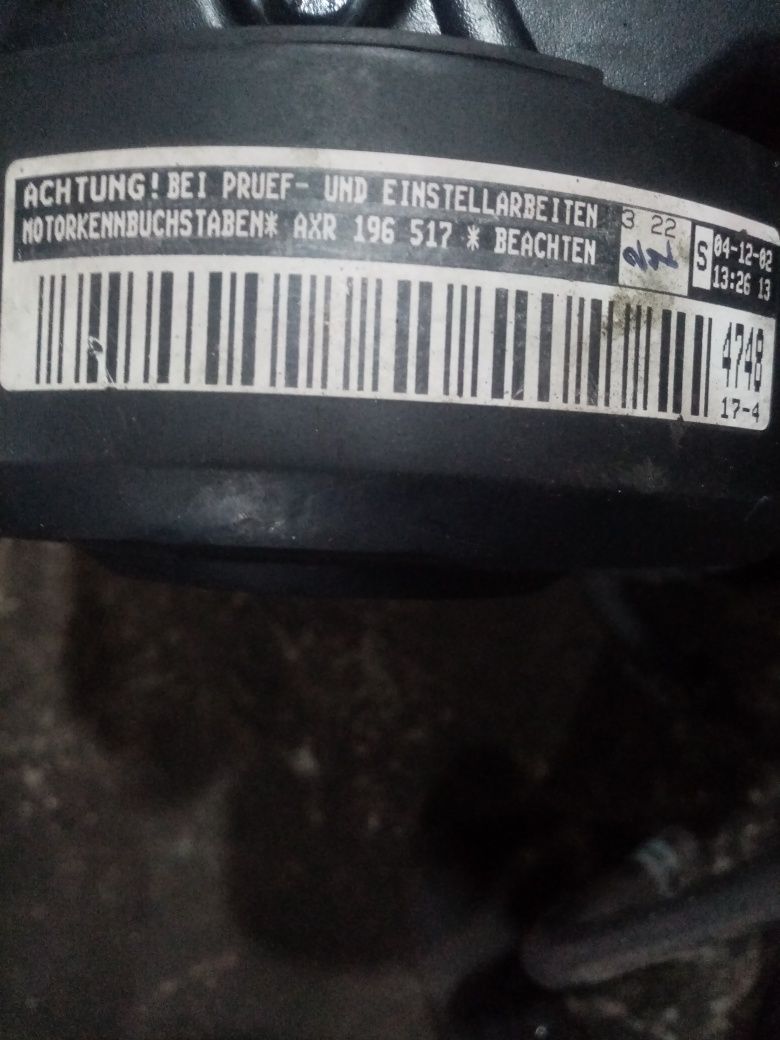 ACHTUNG! BEI PRUEF- UND EINSTELLARBEITEN
MOTORKENNBUCHSTABEN* AXR 196 517 * BEACHTEN
3 22
S
04-12-02
13:26 13
4748
17-4